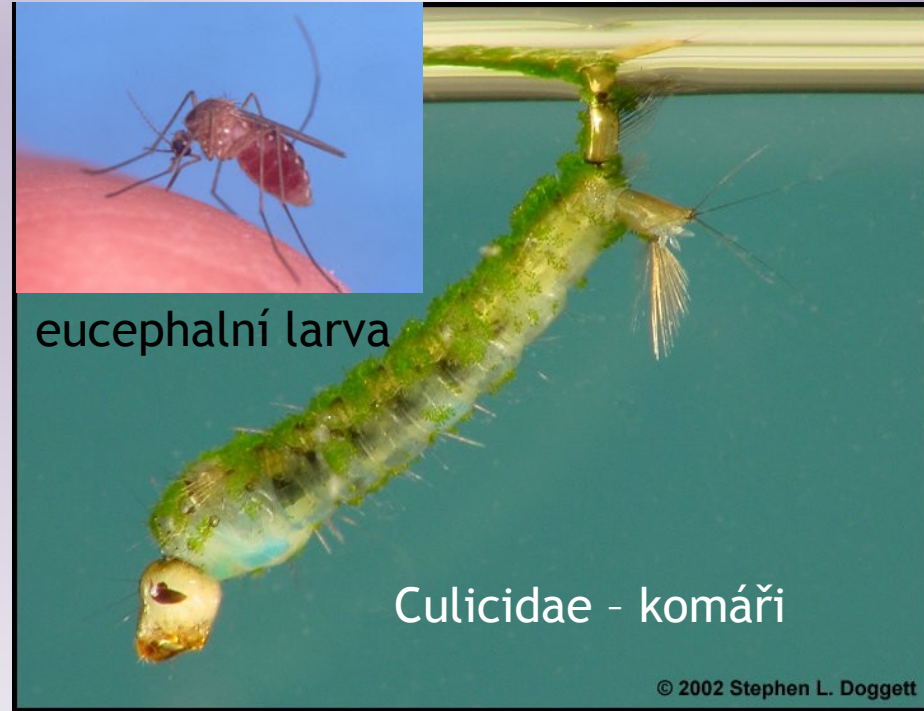 eucephalní larva
Culicidae – komáři
© 2002 Stephen L. Doggett